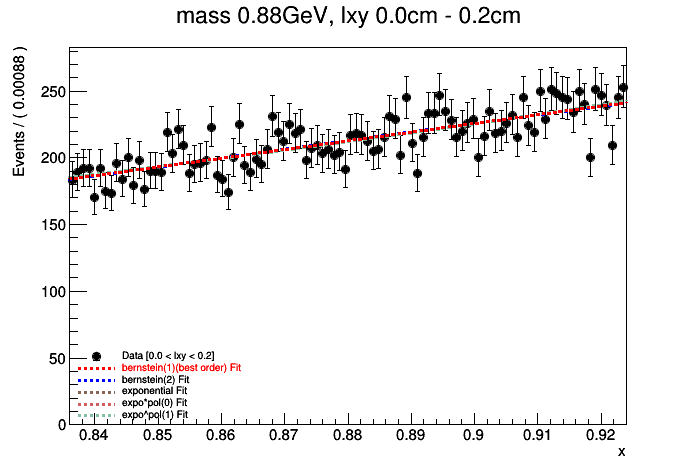 mass 0.88GeV, lxy 0.0cm - 0.2cm
Events / ( 0.00088 )
250
200
150
100
50
0
Data [0.0 < lxy < 0.2]
bernstein(1)(best order) Fit
bernstein(2) Fit
exponential Fit
expo*pol(0) Fit
expo*pol(1) Fit
0.84 0.85 0.86 0.87 0.88 0.89 0.9 0.91 0.92
x